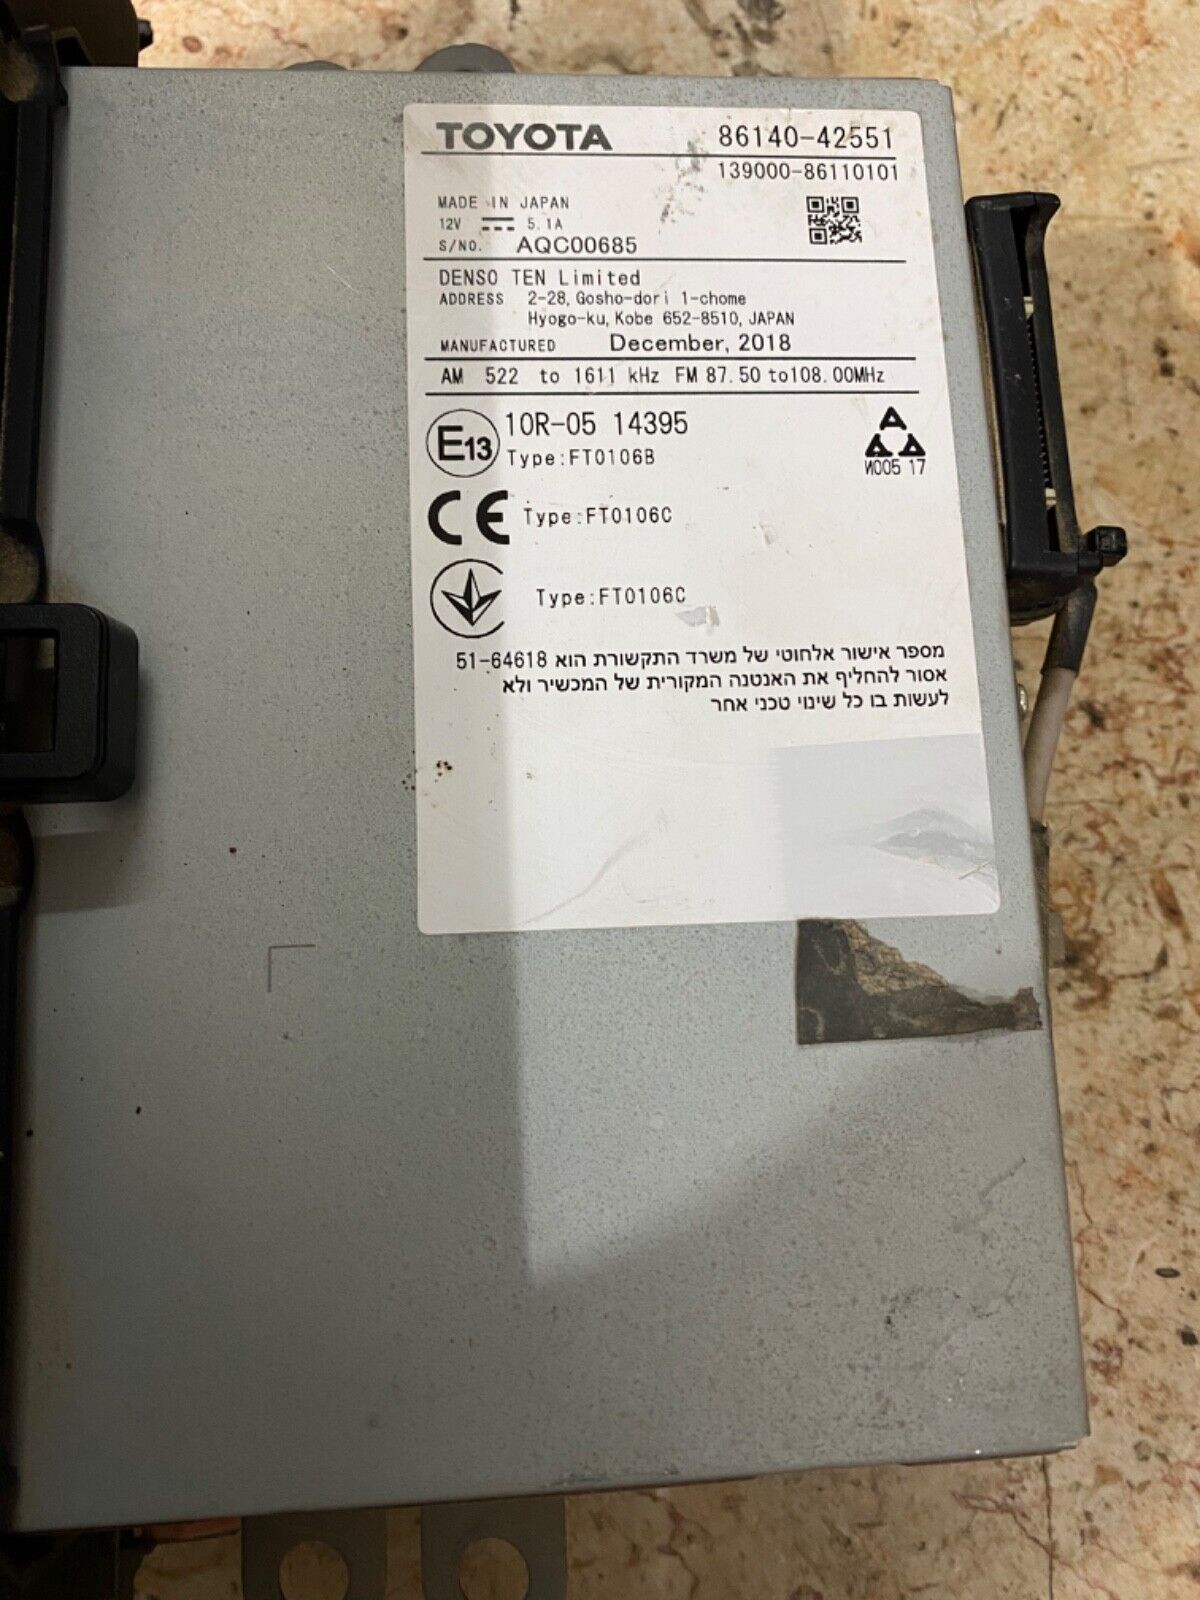 TOYOTA 86140-42551
139000-86110101
MADE IN JAPAN
12V 5.1A
S/NO. AQC00685
DENSO TEN Limited
ADDRESS 2-28, Gosho-dori 1-chome
Hyogo-ku, Kobe 652-8510, JAPAN
MANUFACTURED December, 2018
AM 522 to 1611 kHz FM 87.50 to108.00MHz
E13 10R-05 14395
Type:FT0106B
И005 17
CE Type:FT0106C
Type:FT0106C
מספר אישור אלחוטי של משרד התקשורת הוא 51-64618
אסור להחליף את האנטנה המקורית של המכשיר ולא
לעשות בו כל שינוי טכני אחר